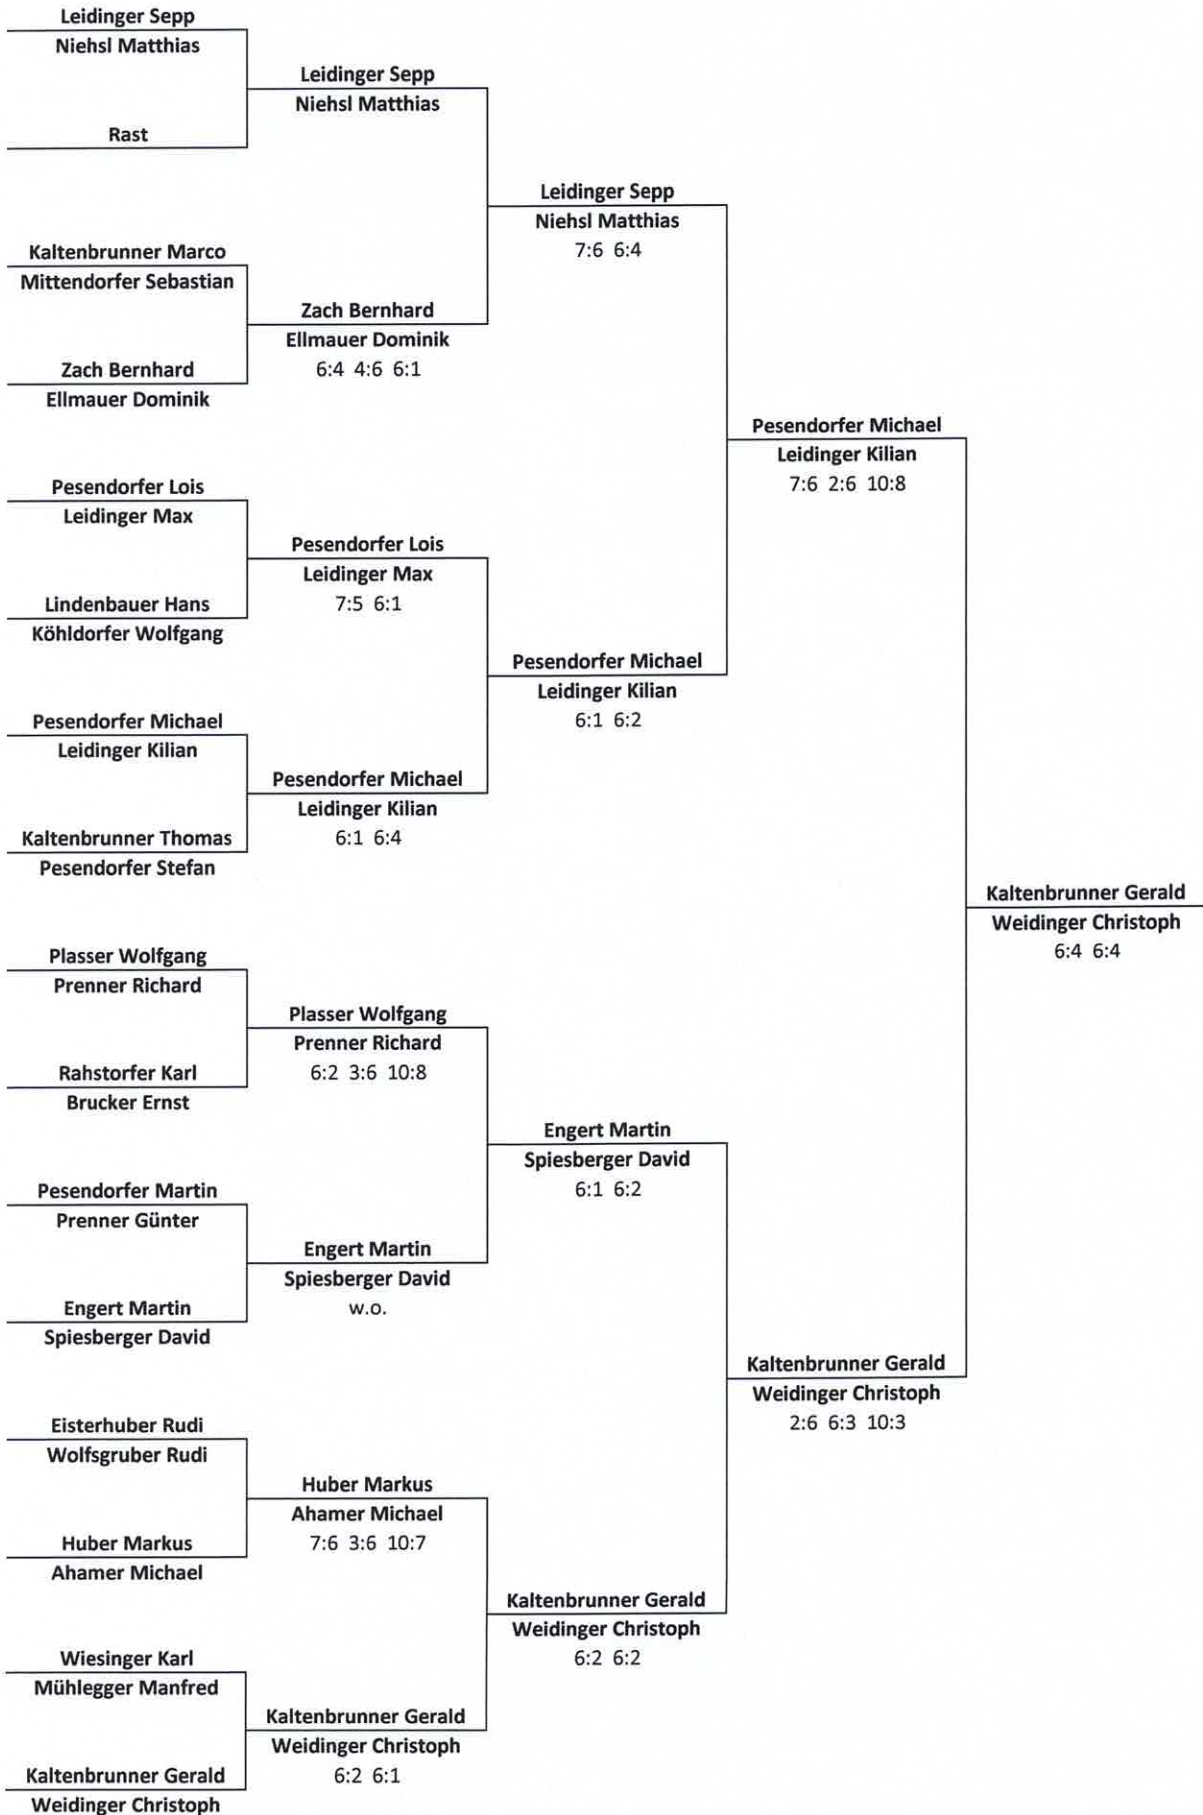 Leidinger Sepp
Niehsl Matthias
Rast
Kaltenbrunner Marco
Mittendorfer Sebastian
Zach Bernhard
Ellmauer Dominik
Pesendorfer Lois
Leidinger Max
Lindenbauer Hans
Köhldorfer Wolfgang
Pesendorfer Michael
Leidinger Kilian
Kaltenbrunner Thomas
Pesendorfer Stefan
Plasser Wolfgang
Prenner Richard
Rahstorfer Karl
Brucker Ernst
Pesendorfer Martin
Prenner Günter
Engert Martin
Spiesberger David
Eisterhuber Rudi
Wolfsgruber Rudi
Huber Markus
Ahamer Michael
Wiesinger Karl
Mühlegger Manfred
Kaltenbrunner Gerald
Weidinger Christoph
Leidinger Sepp
Niehsl Matthias
Zach Bernhard
Ellmauer Dominik
6:4 4:6 6:1
Pesendorfer Lois
Leidinger Max
7:5 6:1
Pesendorfer Michael
Leidinger Kilian
6:1 6:4
Plasser Wolfgang
Prenner Richard
6:2 3:6 10:8
Engert Martin
Spiesberger David
w.o.
Huber Markus
Ahamer Michael
7:6 3:6 10:7
Kaltenbrunner Gerald
Weidinger Christoph
6:2 6:1
Leidinger Sepp
Niehsl Matthias
7:6 6:4
Pesendorfer Michael
Leidinger Kilian
6:1 6:2
Engert Martin
Spiesberger David
6:1 6:2
Kaltenbrunner Gerald
Weidinger Christoph
6:2 6:2
Pesendorfer Michael
Leidinger Kilian
7:6 2:6 10:8
Kaltenbrunner Gerald
Weidinger Christoph
2:6 6:3 10:3
Kaltenbrunner Gerald
Weidinger Christoph
6:4 6:4